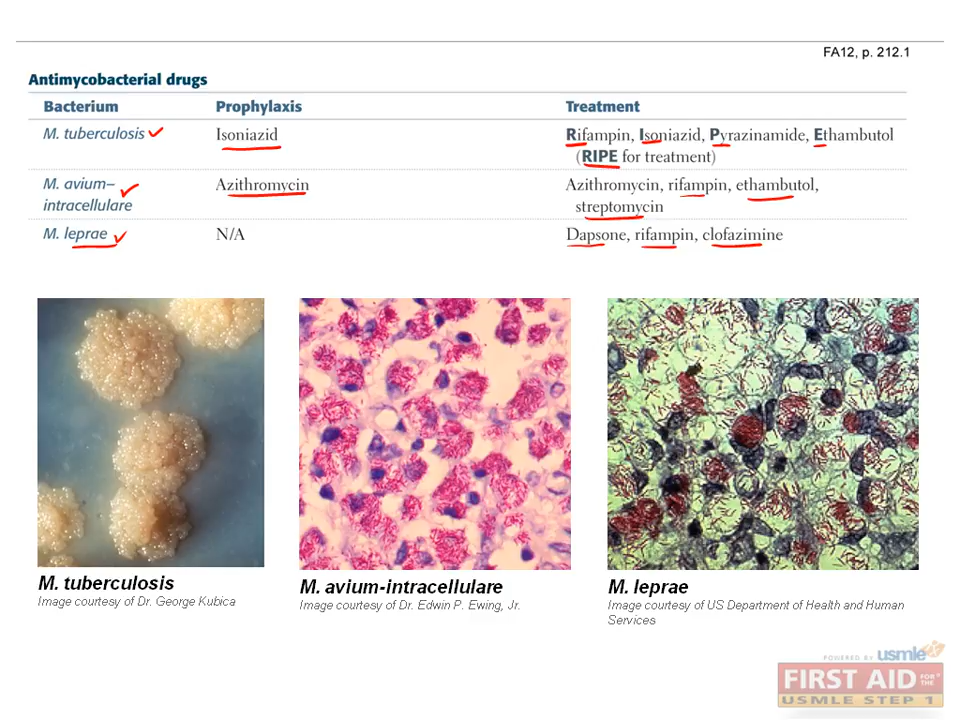 FA12, p. 212.1
Antimycobacterial drugs
Bacterium Prophylaxis Treatment
M. tuberculosis Isoniazid Rifampin, Isoniazid, Pyrazinamide, Ethambutol
(RIPE for treatment)
M. avium– Azithromycin Azithromycin, rifampin, ethambutol,
intracellulare streptomycin
M. leprae N/A Dapsone, rifampin, clofazimine
M. tuberculosis
Image courtesy of Dr. George Kubica
M. avium-intracellulare
Image courtesy of Dr. Edwin P. Ewing, Jr.
M. leprae
Image courtesy of US Department of Health and Human
Services
POWERED BY usmle
FIRST AID FOR THE
USMLE STEP 1